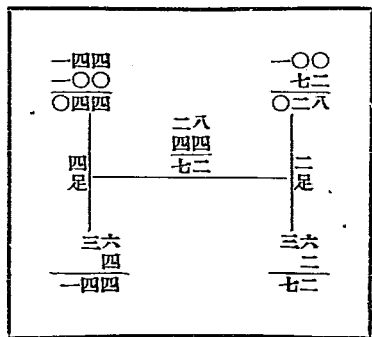 一四四
一〇〇
〇四四
一〇〇
七二
〇二八
二八
四四
七二
四足
二足
三六
四
一四四
三六
二
七二